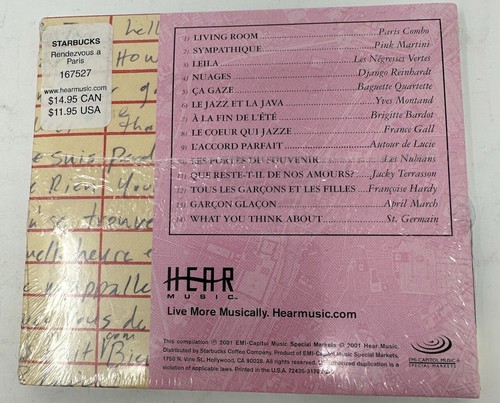 STARBUCKS
Rendezvous a
Paris
167527
www.hearmusic.com
$14.95 CAN
$11.95 USA
1) LIVING ROOM Paris Combo
2) SYMPATHIQUE Pink Martini
3) LEILA Les Négresses Vertes
4) NUAGES Django Reinhardt
5) ÇA GAZE Baguette Quartette
6) LE JAZZ ET LA JAVA Yves Montand
7) À LA FIN DE L'ÉTÉ Brigitte Bardot
8) LE COEUR QUI JAZZE France Gall
9) L'ACCORD PARFAIT Autour de Lucie
10) LES PORTES DU SOUVENIR Les Nubians
11) QUE RESTE-T-IL DE NOS AMOURS? Jacky Terrasson
12) TOUS LES GARÇONS ET LES FILLES Françoise Hardy
13) GARÇON GLAÇON April March
14) WHAT YOU THINK ABOUT St. Germain
HEAR
MUSIC
Live More Musically. Hearmusic.com
This compilation ℗ 2001 EMI-Capitol Music Special Markets © 2001 Hear Music.
Distributed by Starbucks Coffee Company. Product of EMI-Capitol Music Special Markets,
1750 N. Vine St., Hollywood, CA 90028. All rights reserved. Unauthorized duplication is a
violation of applicable laws. Printed in the U.S.A.
EMI-CAPITOL MUSIC
SPECIAL MARKETS